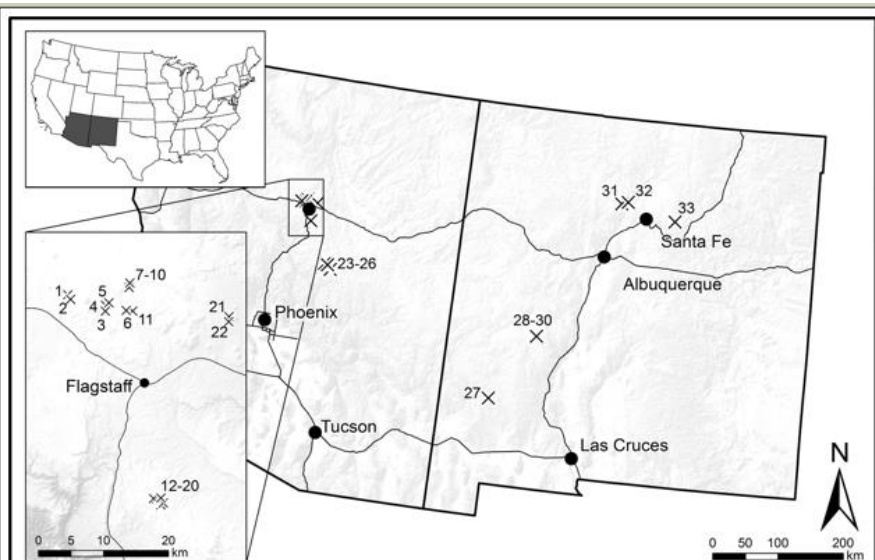 31 32
33
Santa Fe
Albuquerque
23-26
7-10
1
5
2
4
3
6
11
21
22
Phoenix
28-30
Flagstaff
27
Tucson
Las Cruces
N
12-20
0 5 10 20
km
0 50 100 200
km